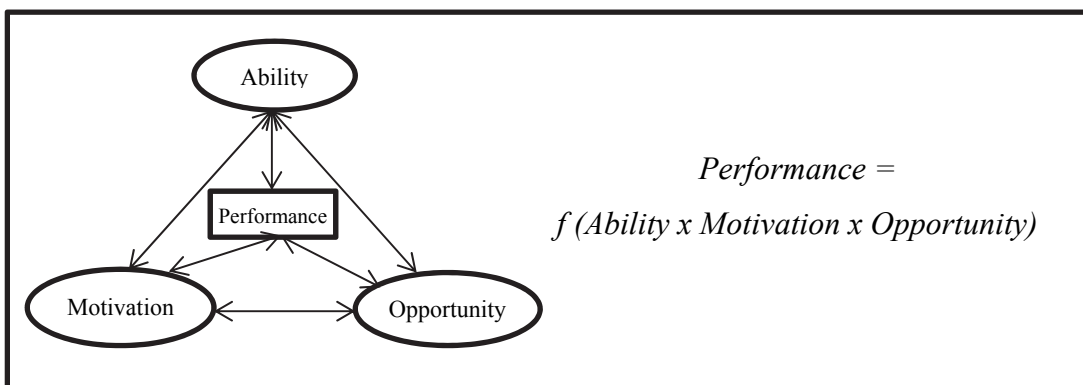 Ability
Performance
Motivation
Opportunity
Performance =
f (Ability x Motivation x Opportunity)